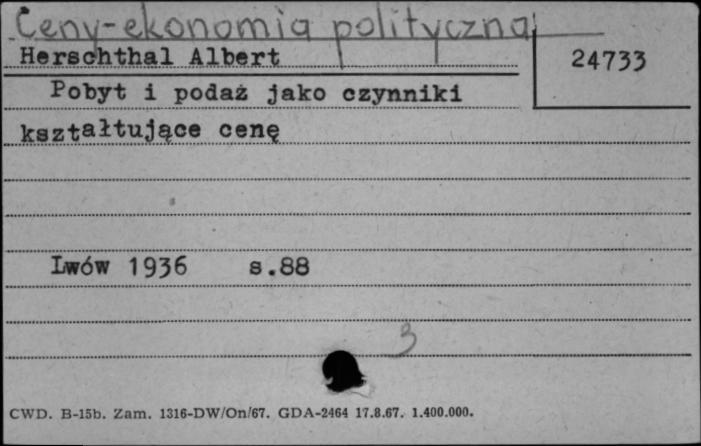 Ceny-ekonomia polityczna
Herschthal Albert
24733
Pobyt i podaż jako czynniki
kształtujące cenę
Lwów 1936 s.88
3
CWD. B-15b. Zam. 1316-DW/On/67. GDA-2464 17.8.67. 1.400.000.